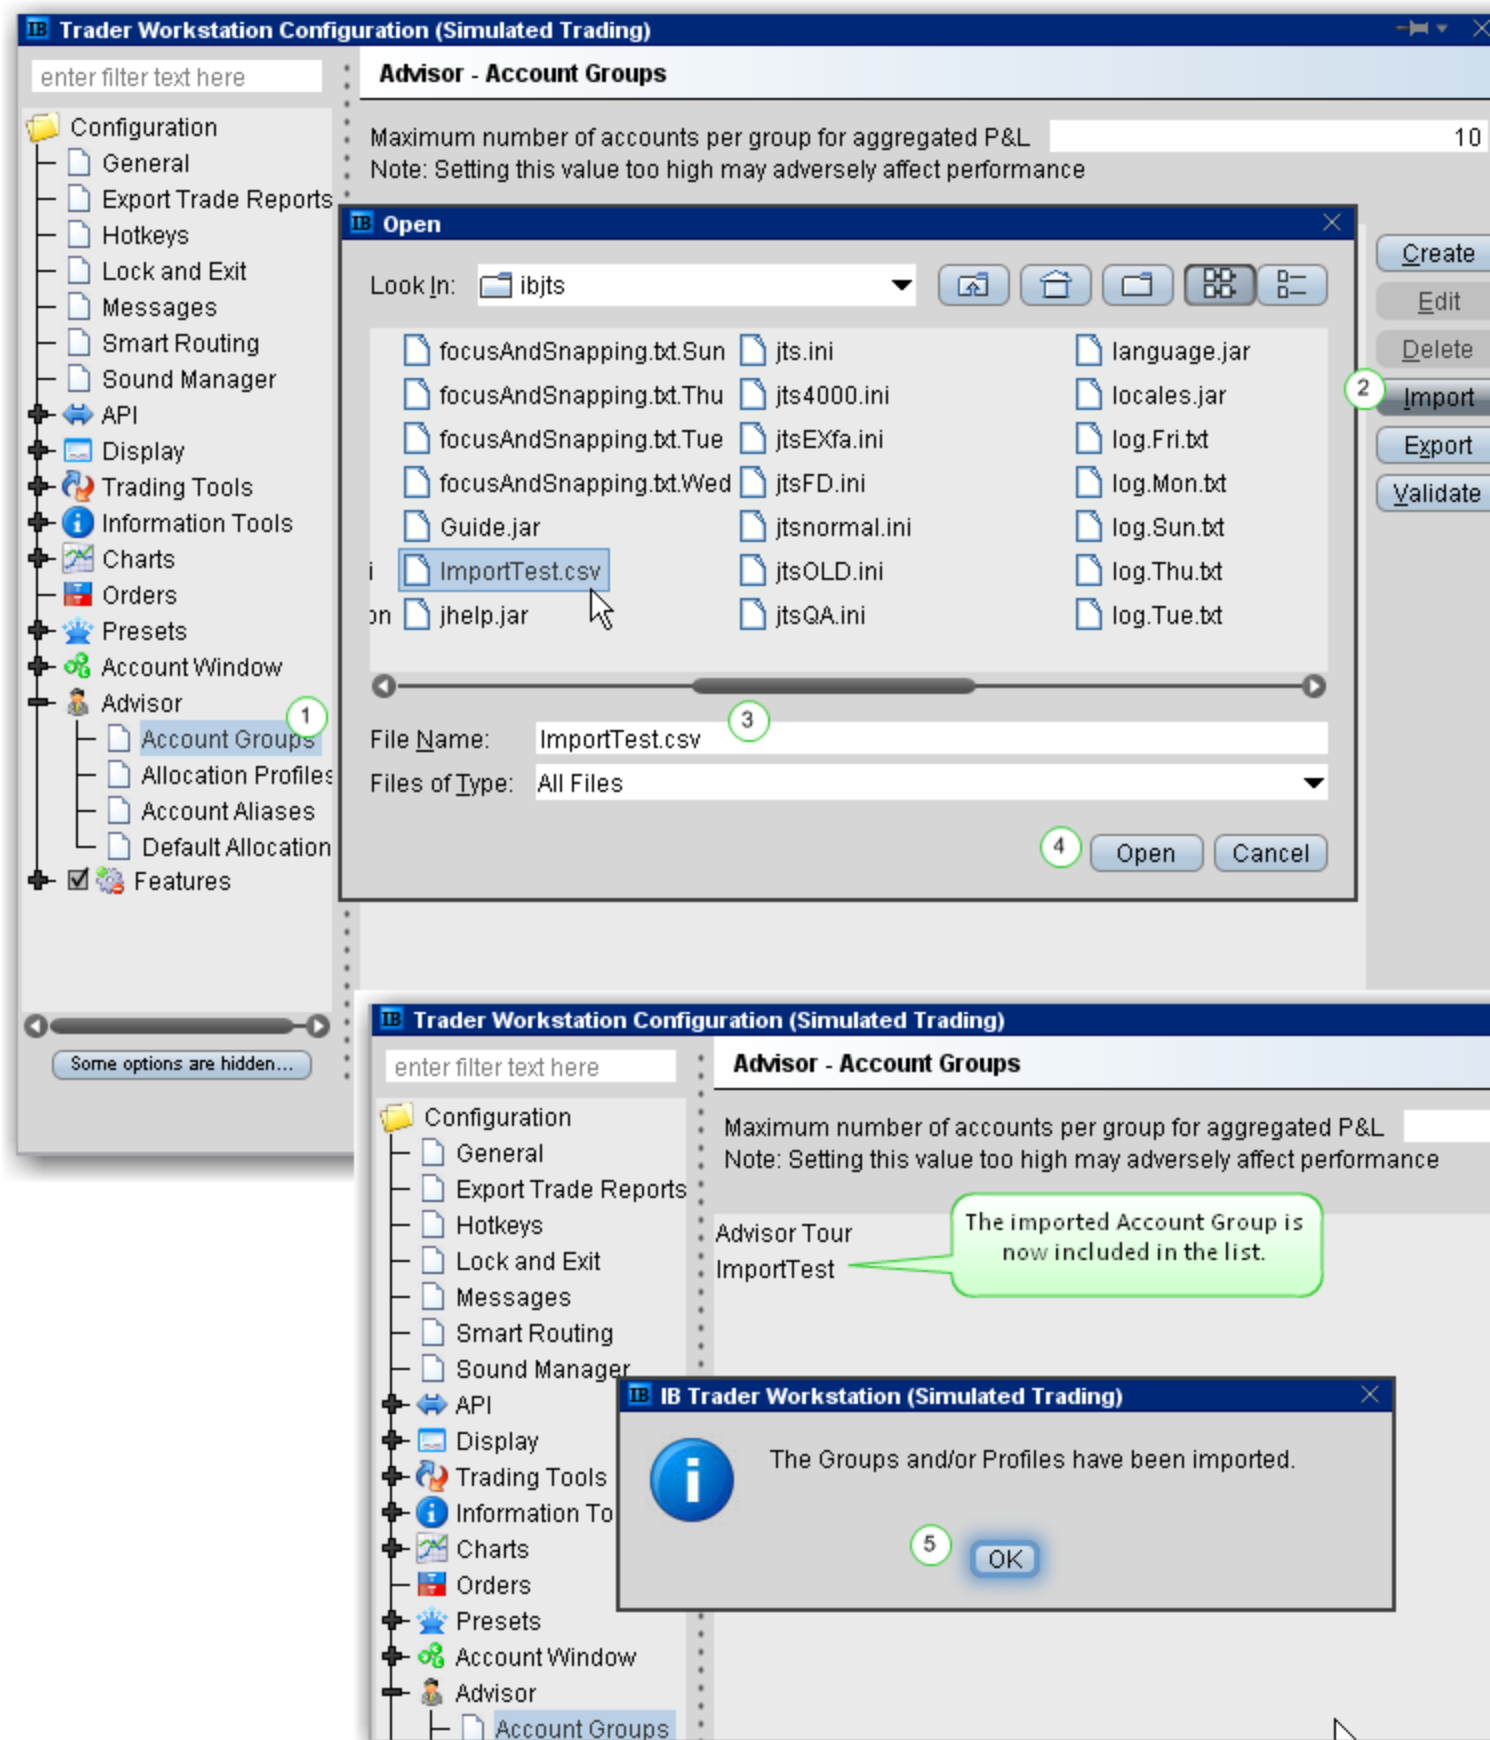 IB Trader Workstation Configuration (Simulated Trading)
enter filter text here
Configuration
General
Export Trade Reports
Hotkeys
Lock and Exit
Messages
Smart Routing
Sound Manager
API
Display
Trading Tools
Information Tools
Charts
Orders
Presets
Account Window
Advisor
1
Account Groups
Allocation Profiles
Account Aliases
Default Allocation
Features
Some options are hidden...
Advisor - Account Groups
Maximum number of accounts per group for aggregated P&L 10
Note: Setting this value too high may adversely affect performance
Create
Edit
Delete
2 Import
Export
Validate
IB Open
Look In: ibjts
focusAndSnapping.txt.Sun jts.ini language.jar
focusAndSnapping.txt.Thu jts4000.ini locales.jar
focusAndSnapping.txt.Tue jtsEXfa.ini log.Fri.txt
focusAndSnapping.txt.Wed jtsFD.ini log.Mon.txt
Guide.jar jtsnormal.ini log.Sun.txt
i ImportTest.csv jtsOLD.ini log.Thu.txt
on jhelp.jar jtsQA.ini log.Tue.txt
3
File Name: ImportTest.csv
Files of Type: All Files
4 Open Cancel
IB Trader Workstation Configuration (Simulated Trading)
enter filter text here
Configuration
General
Export Trade Reports
Hotkeys
Lock and Exit
Messages
Smart Routing
Sound Manager
API
Display
Trading Tools
Information To
Charts
Orders
Presets
Account Window
Advisor
Account Groups
Advisor - Account Groups
Maximum number of accounts per group for aggregated P&L
Note: Setting this value too high may adversely affect performance
Advisor Tour
ImportTest
The imported Account Group is
now included in the list.
IB IB Trader Workstation (Simulated Trading)
The Groups and/or Profiles have been imported.
5 OK